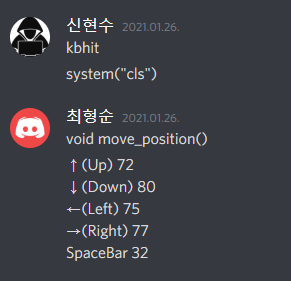 신현수 2021.01.26.
kbhit
system("cls")
최형순 2021.01.26.
void move_position()
↑(Up) 72
↓(Down) 80
←(Left) 75
→(Right) 77
SpaceBar 32